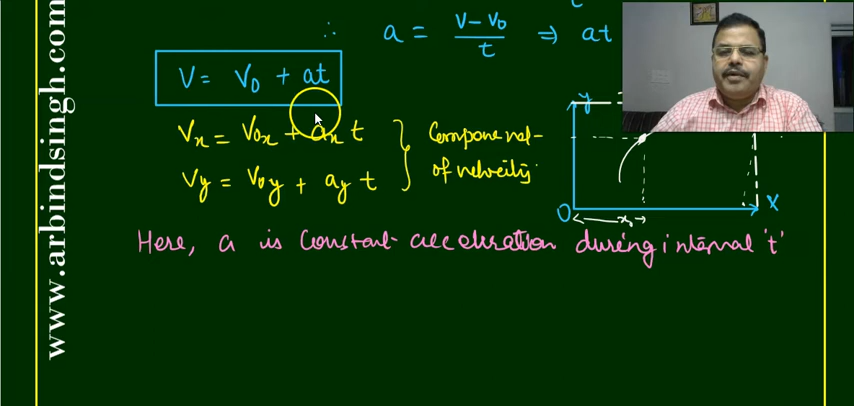 www.arbindsingh.com
∴ a = V - V₀ / t ⇒ at
V = V₀ + at
Vₓ = V₀ₓ + aₓ t
Vy = V₀y + ay t
Component
of velocity.
y
O
x₀
X
Here, a is constant acceleration during interval 't'